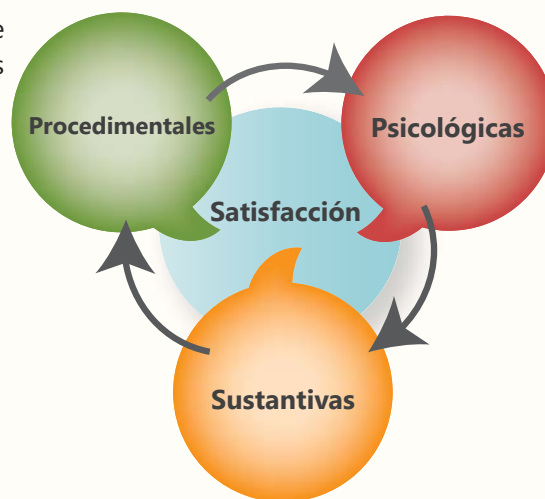 e
s
Procedimentales
Psicológicas
Satisfacción
Sustantivas